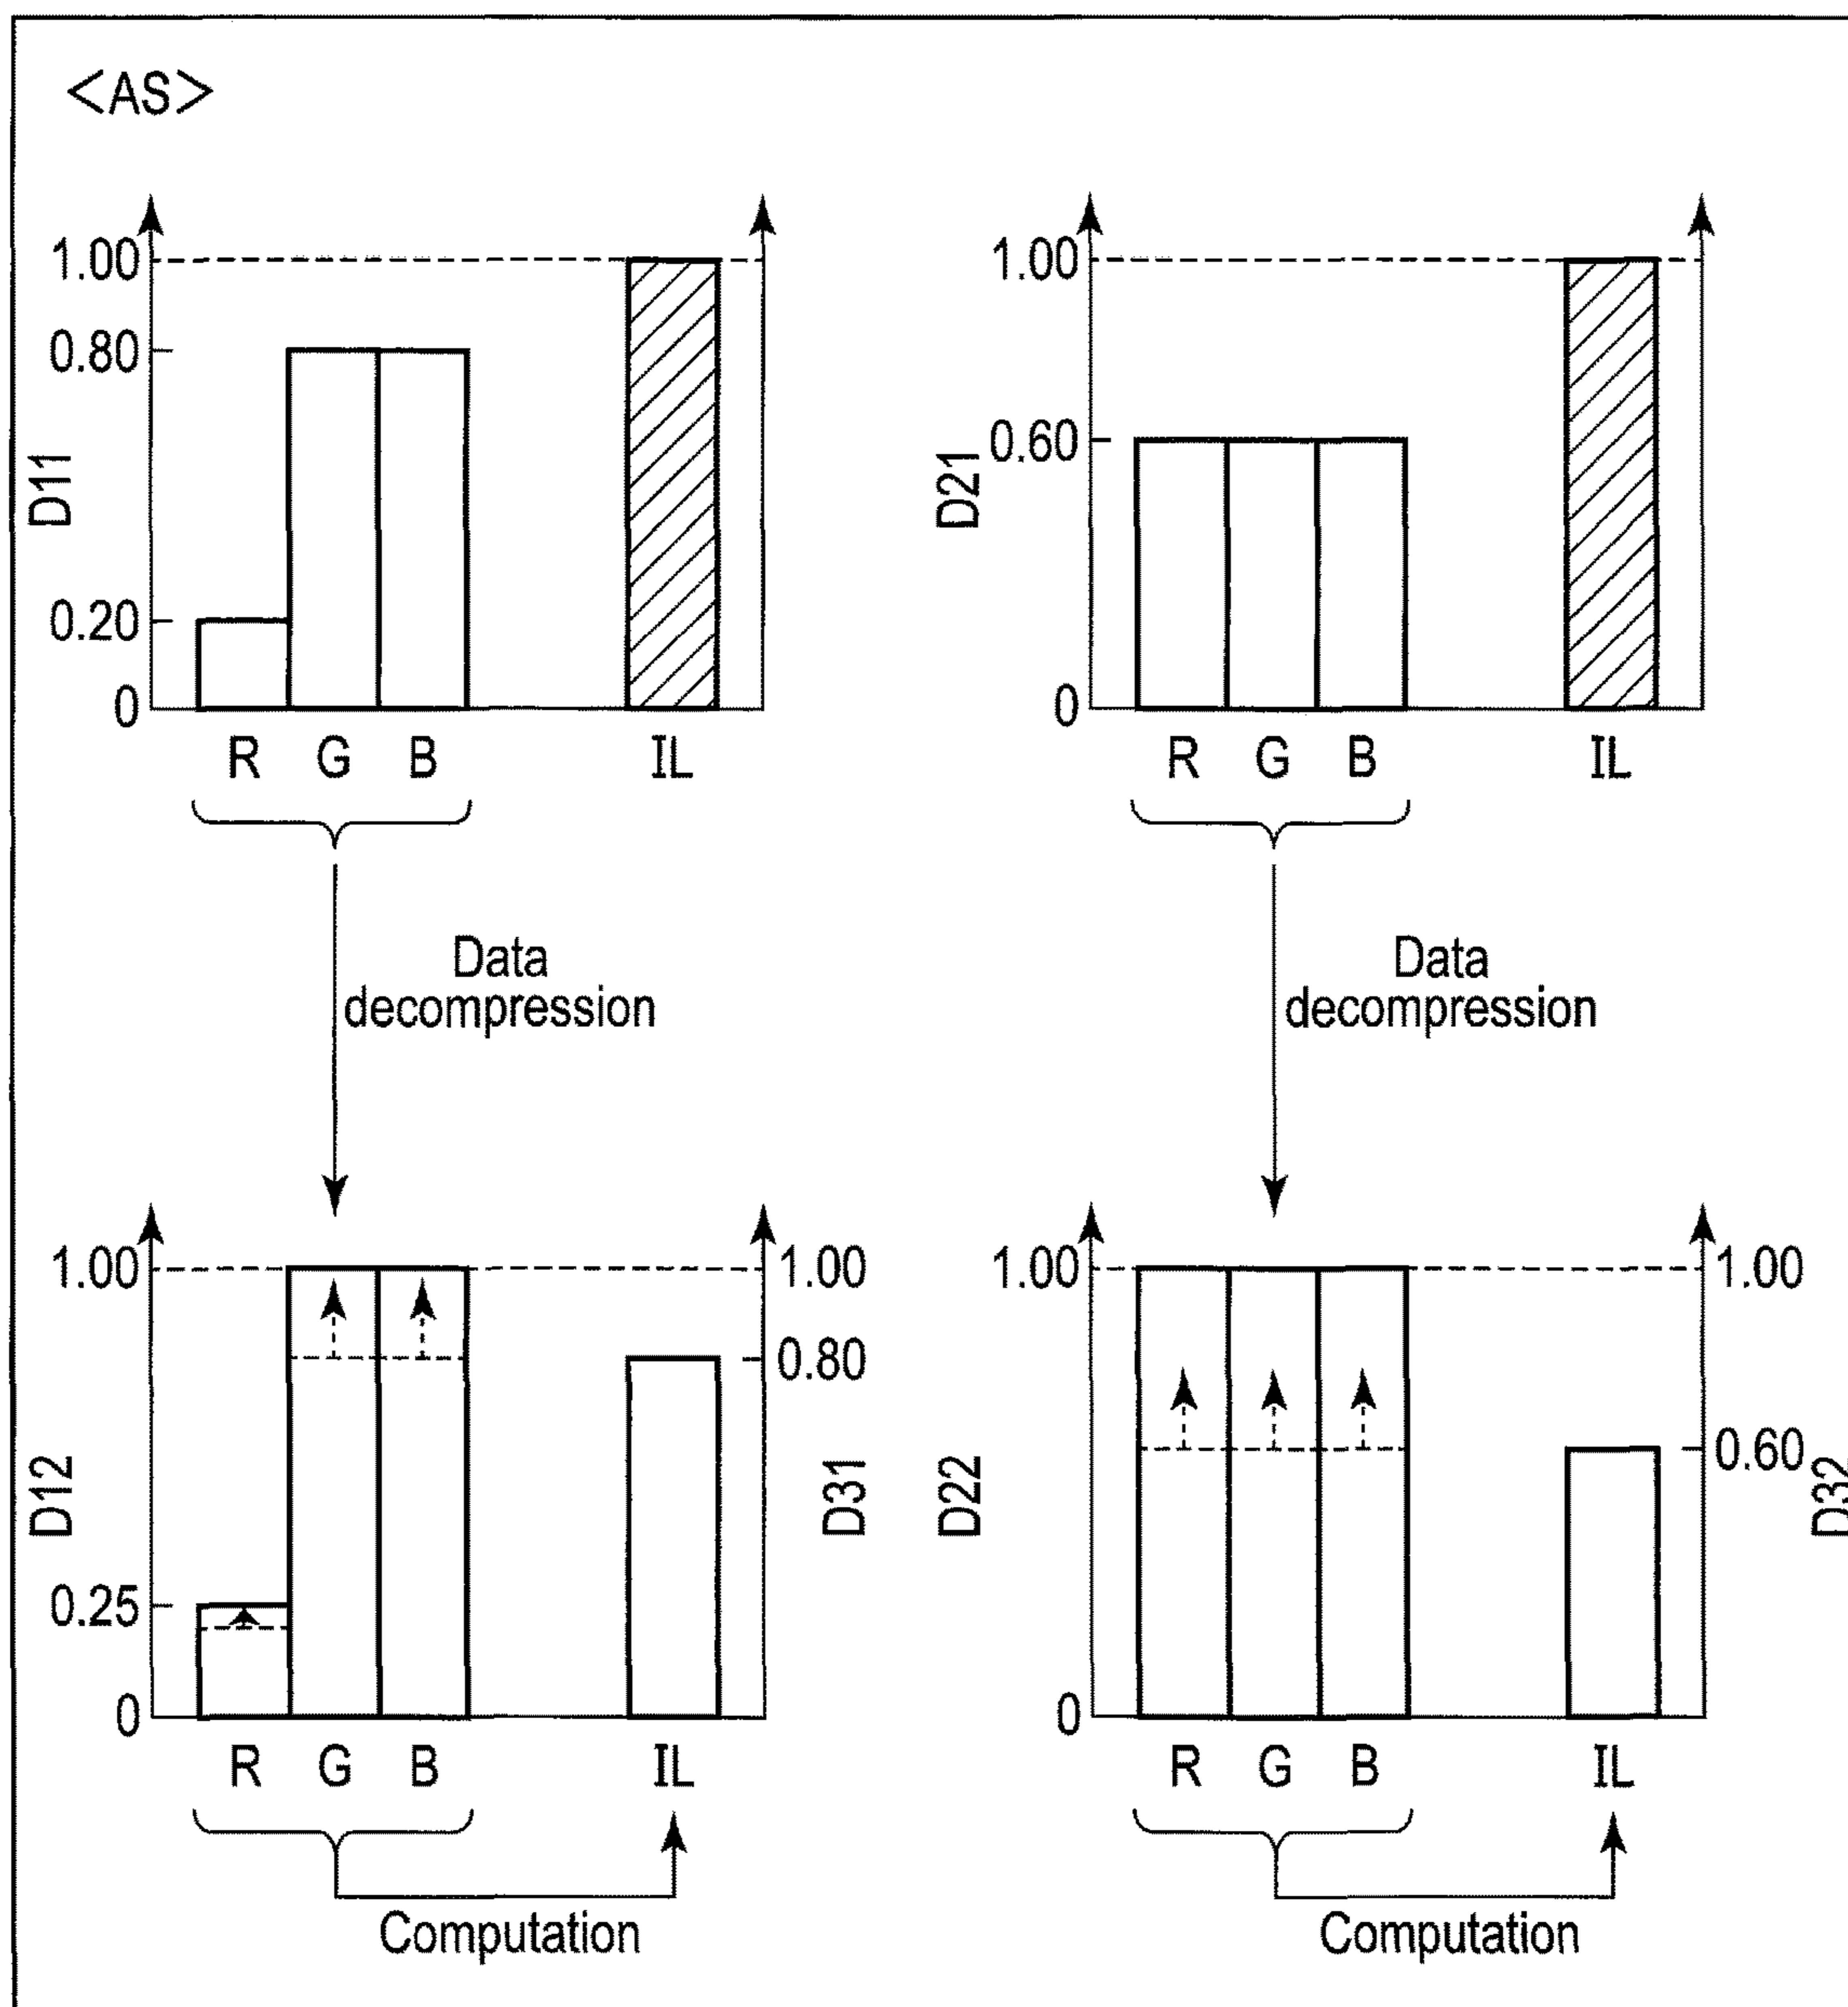 <AS>
1.00
0.80
D11
0.20
0
R G B IL
1.00
0.60
D21
0
R G B IL
Data
decompression
Data
decompression
1.00
D12
0.25
0
1.00
0.80
D31
R G B IL
Computation
1.00
D22
0
1.00
0.60
D32
R G B IL
Computation